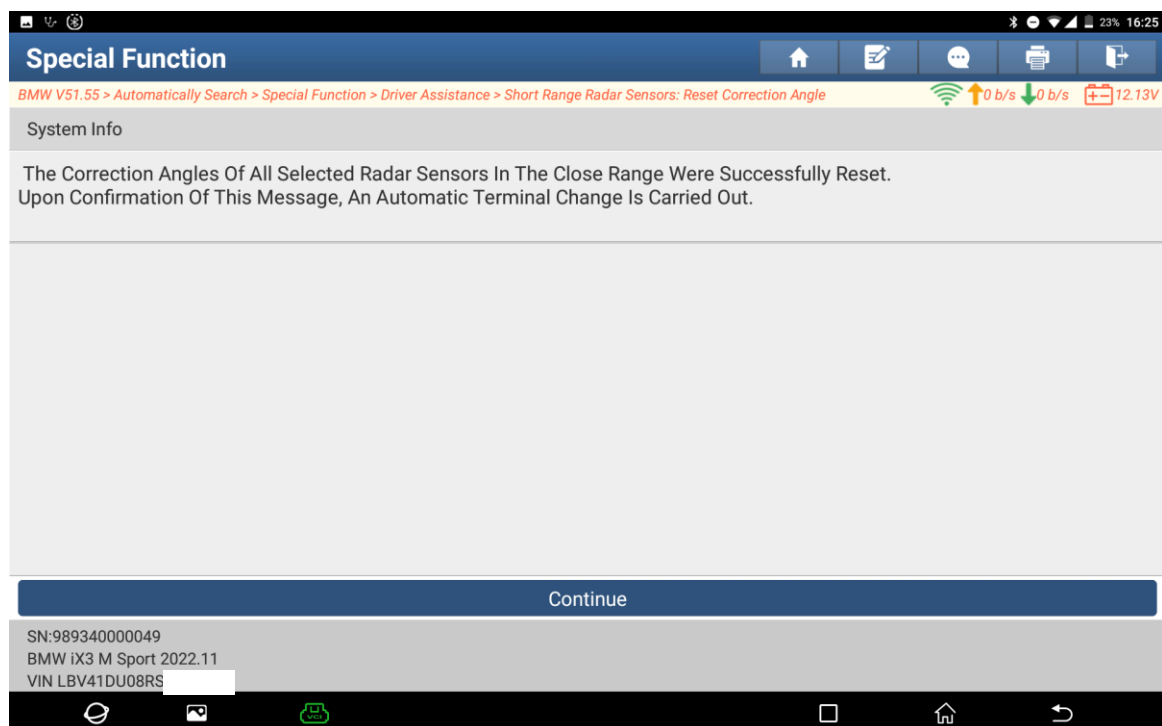 23% 16:25
Special Function
BMW V51.55 > Automatically Search > Special Function > Driver Assistance > Short Range Radar Sensors: Reset Correction Angle
0 b/s 0 b/s 12.13V
System Info
The Correction Angles Of All Selected Radar Sensors In The Close Range Were Successfully Reset.
Upon Confirmation Of This Message, An Automatic Terminal Change Is Carried Out.
Continue
SN:989340000049
BMW iX3 M Sport 2022.11
VIN LBV41DU08RS
VCI